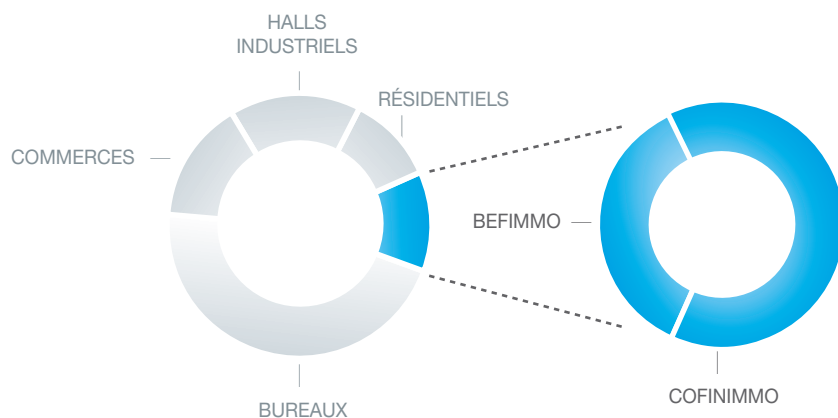 HALLS
INDUSTRIELS
RÉSIDENTIELS
COMMERCES
BEFIMMO
COFINIMMO
BUREAUX